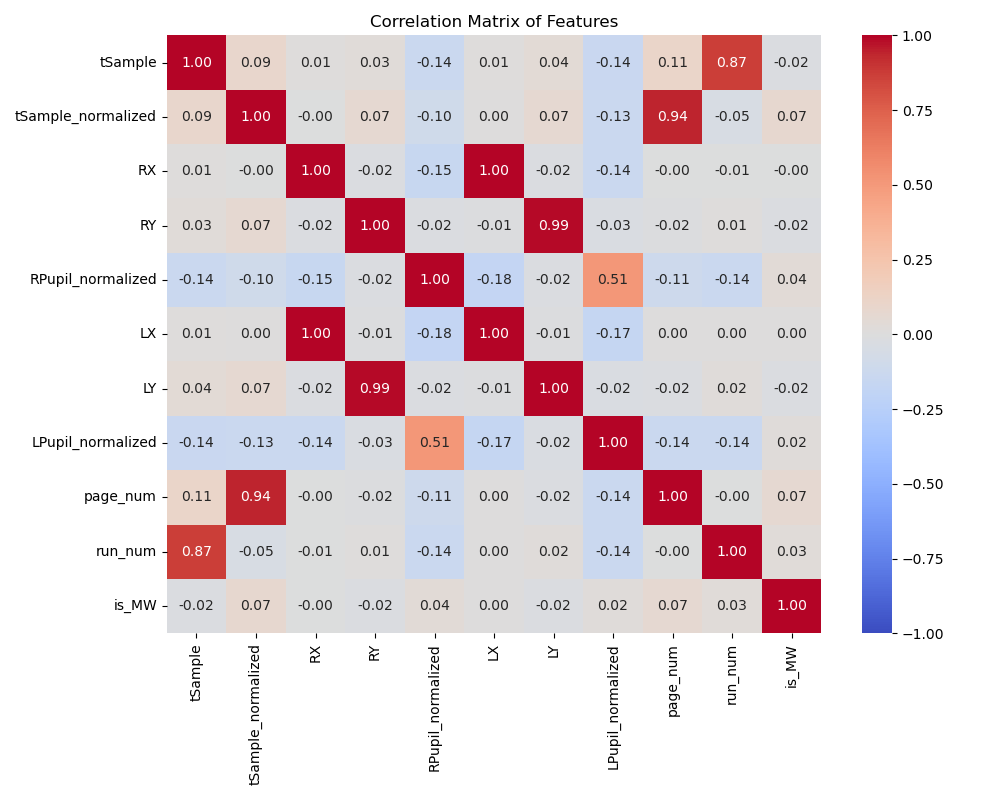 Correlation Matrix of Features
tSample 1.00 0.09 0.01 0.03 -0.14 0.01 0.04 -0.14 0.11 0.87 -0.02
tSample_normalized 0.09 1.00 -0.00 0.07 -0.10 0.00 0.07 -0.13 0.94 -0.05 0.07
RX 0.01 -0.00 1.00 -0.02 -0.15 1.00 -0.02 -0.14 -0.00 -0.01 -0.00
RY 0.03 0.07 -0.02 1.00 -0.02 -0.01 0.99 -0.03 -0.02 0.01 -0.02
RPupil_normalized -0.14 -0.10 -0.15 -0.02 1.00 -0.18 -0.02 0.51 -0.11 -0.14 0.04
LX 0.01 0.00 1.00 -0.01 -0.18 1.00 -0.01 -0.17 0.00 0.00 0.00
LY 0.04 0.07 -0.02 0.99 -0.02 -0.01 1.00 -0.02 -0.02 0.02 -0.02
LPupil_normalized -0.14 -0.13 -0.14 -0.03 0.51 -0.17 -0.02 1.00 -0.14 -0.14 0.02
page_num 0.11 0.94 -0.00 -0.02 -0.11 0.00 -0.02 -0.14 1.00 -0.00 0.07
run_num 0.87 -0.05 -0.01 0.01 -0.14 0.00 0.02 -0.14 -0.00 1.00 0.03
is_MW -0.02 0.07 -0.00 -0.02 0.04 0.00 -0.02 0.02 0.07 0.03 1.00
tSample
tSample_normalized
RX
RY
RPupil_normalized
LX
LY
LPupil_normalized
page_num
run_num
is_MW
1.00
0.75
0.50
0.25
0.00
−0.25
−0.50
−0.75
−1.00